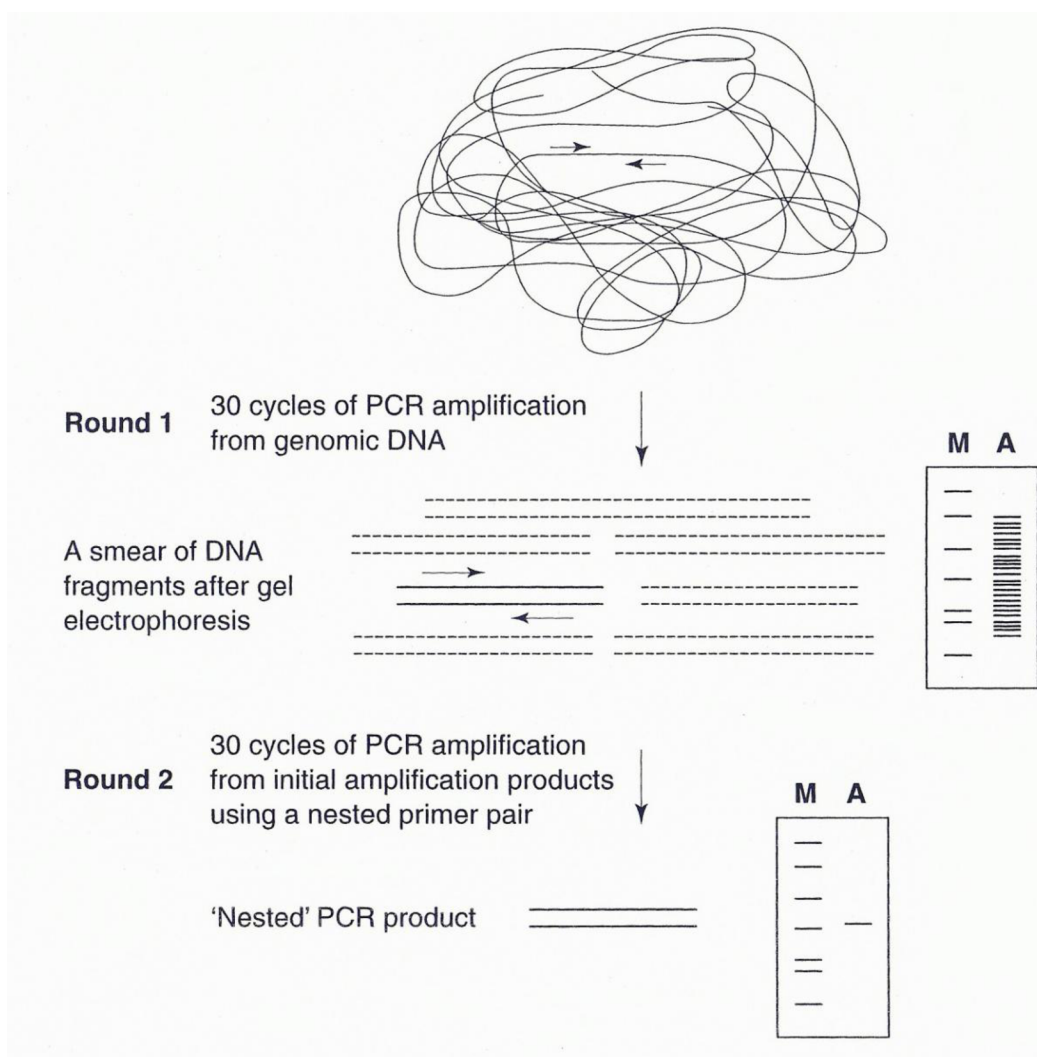 Round 1
30 cycles of PCR amplification
from genomic DNA
M A
A smear of DNA
fragments after gel
electrophoresis
Round 2
30 cycles of PCR amplification
from initial amplification products
using a nested primer pair
M A
‘Nested’ PCR product